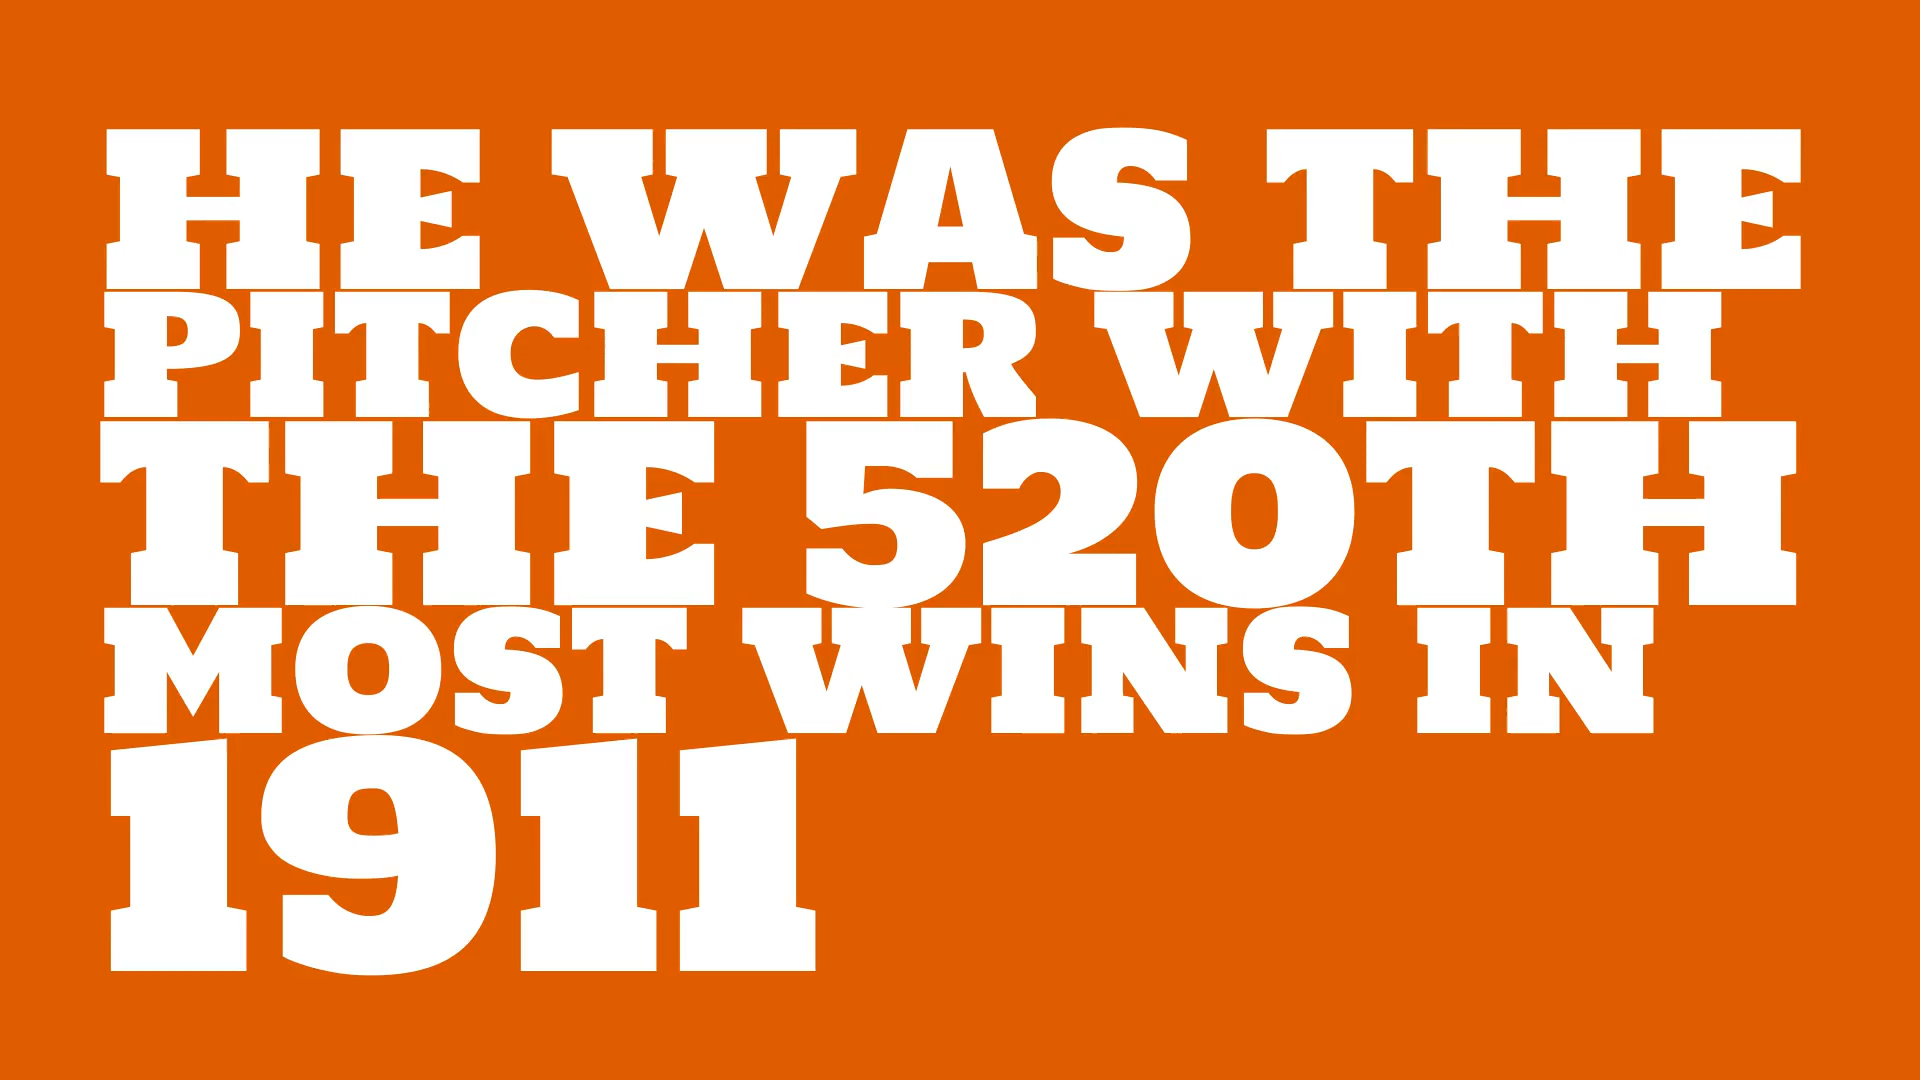 HE WAS THE
PITCHER WITH
THE 520TH
MOST WINS IN
1911